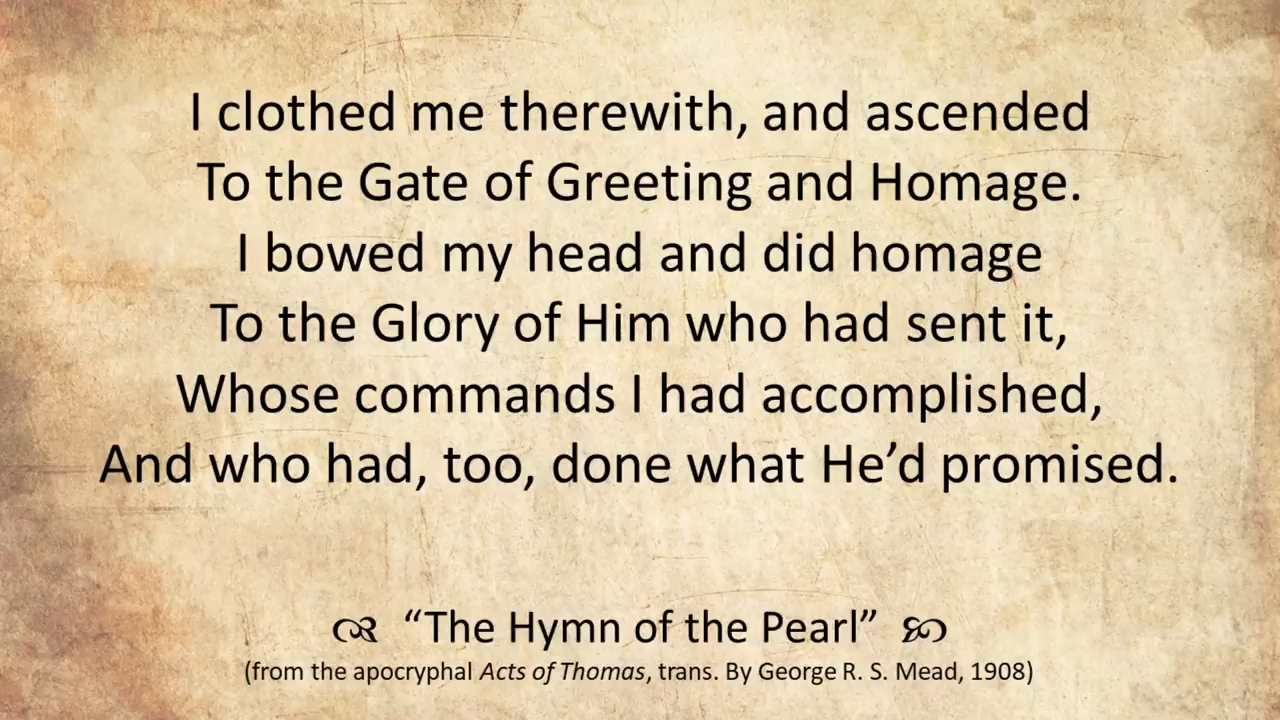 I clothed me therewith, and ascended
To the Gate of Greeting and Homage.
I bowed my head and did homage
To the Glory of Him who had sent it,
Whose commands I had accomplished,
And who had, too, done what He’d promised.
“The Hymn of the Pearl”
(from the apocryphal Acts of Thomas, trans. By George R. S. Mead, 1908)